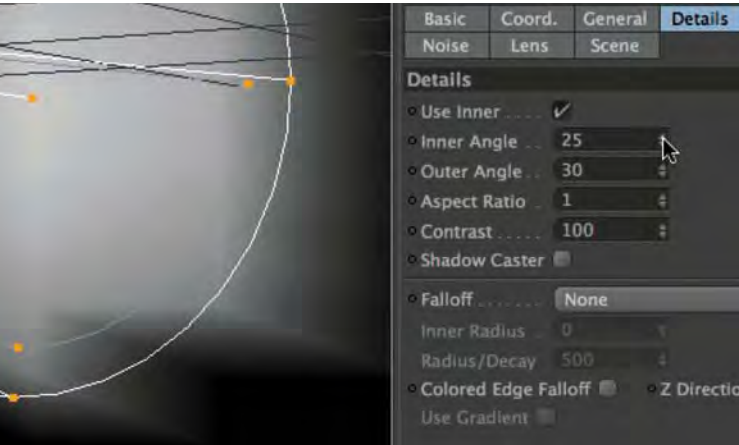 Basic Coord. General Details
Noise Lens Scene
Details
Use Inner
Inner Angle 25
Outer Angle 30
Aspect Ratio 1
Contrast 100
Shadow Caster
Falloff None
Inner Radius 0
Radius/Decay 500
Colored Edge Falloff Z Directio
Use Gradient